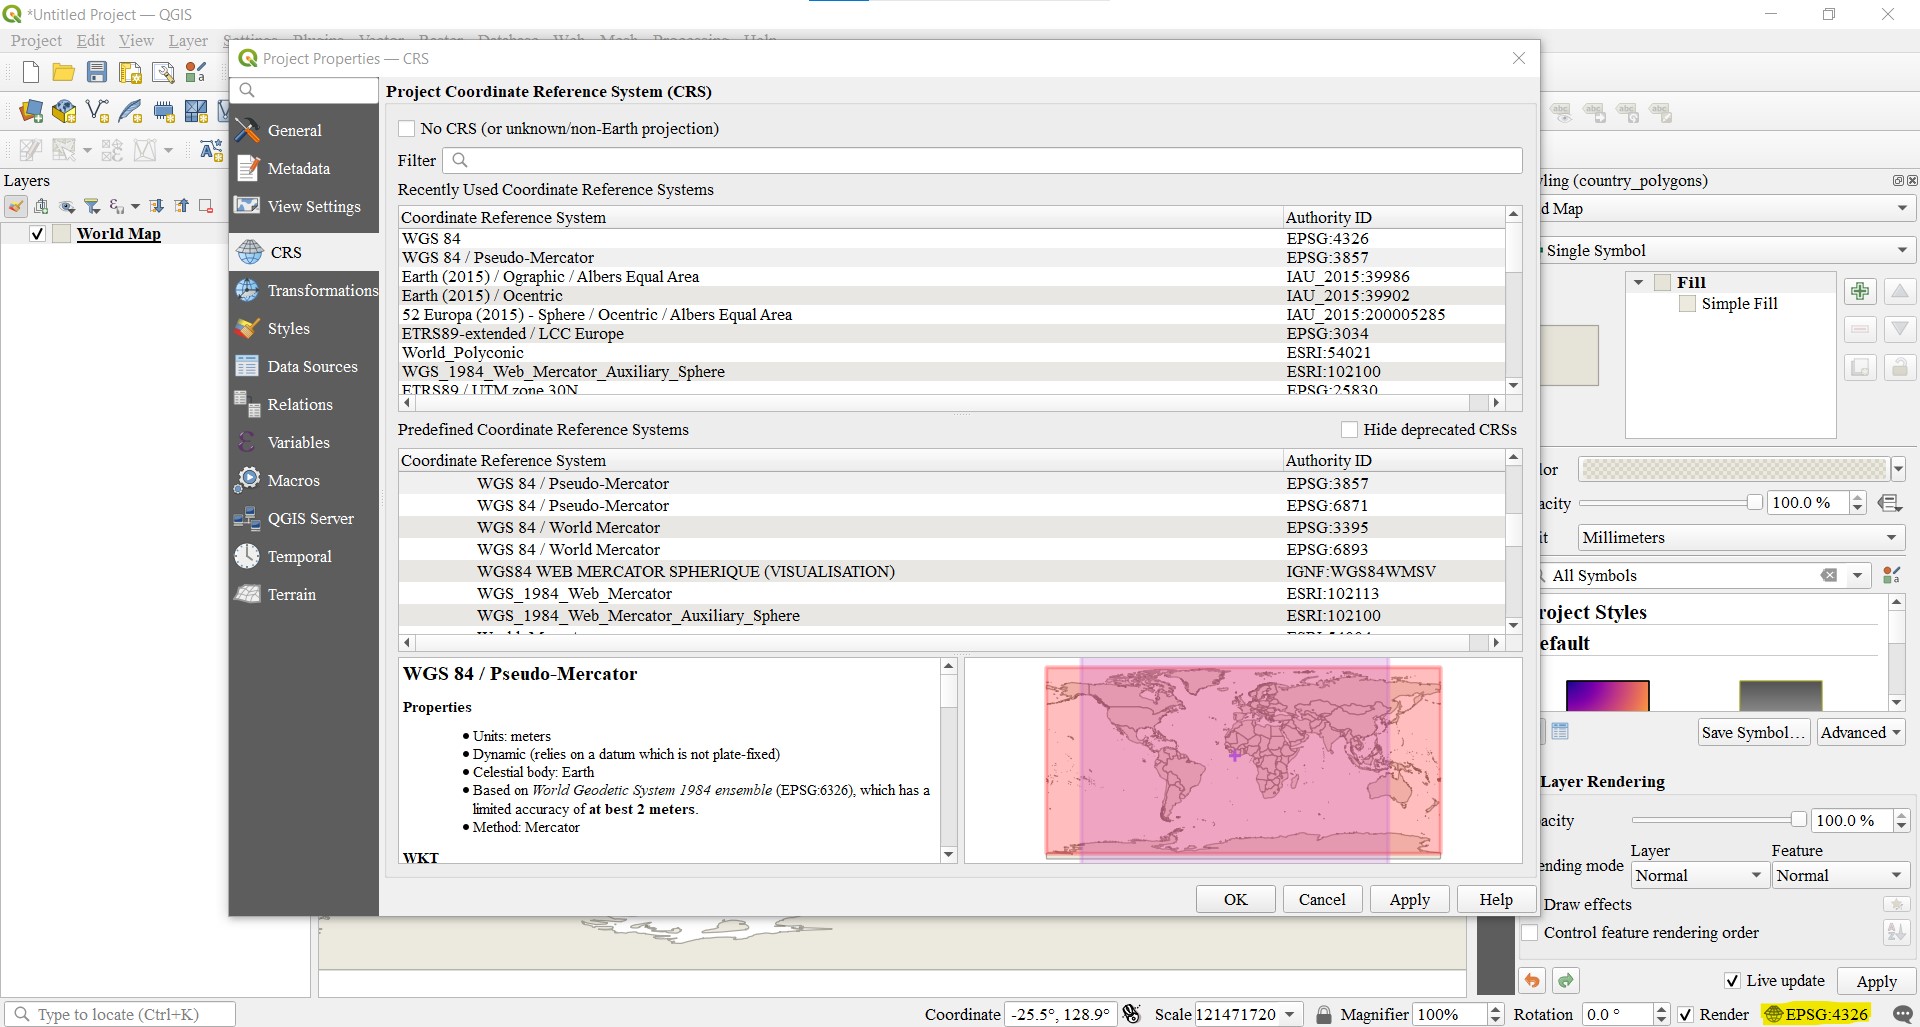 *Untitled Project — QGIS
Project Edit View Layer Settings Plugins Vector Raster Database Web Mesh Processing Help
Project Properties — CRS
General
Metadata
View Settings
CRS
Transformations
Styles
Data Sources
Relations
Variables
Macros
QGIS Server
Temporal
Terrain
Project Coordinate Reference System (CRS)
No CRS (or unknown/non-Earth projection)
Filter
Recently Used Coordinate Reference Systems
Coordinate Reference System Authority ID
WGS 84 EPSG:4326
WGS 84 / Pseudo-Mercator EPSG:3857
Earth (2015) / Ographic / Albers Equal Area IAU_2015:39986
Earth (2015) / Ocentric IAU_2015:39902
52 Europa (2015) - Sphere / Ocentric / Albers Equal Area IAU_2015:200005285
ETRS89-extended / LCC Europe EPSG:3034
World_Polyconic ESRI:54021
WGS_1984_Web_Mercator_Auxiliary_Sphere ESRI:102100
ETRS89 / UTM zone 30N EPSG:25830
Predefined Coordinate Reference Systems
Hide deprecated CRSs
Coordinate Reference System Authority ID
WGS 84 / Pseudo-Mercator EPSG:3857
WGS 84 / Pseudo-Mercator EPSG:6871
WGS 84 / World Mercator EPSG:3395
WGS 84 / World Mercator EPSG:6893
WGS84 WEB MERCATOR SPHERIQUE (VISUALISATION) IGNF:WGS84WMSV
WGS_1984_Web_Mercator ESRI:102113
WGS_1984_Web_Mercator_Auxiliary_Sphere ESRI:102100
WGS 84 / Pseudo-Mercator
Properties
• Units: meters
• Dynamic (relies on a datum which is not plate-fixed)
• Celestial body: Earth
• Based on World Geodetic System 1984 ensemble (EPSG:6326), which has a
limited accuracy of at best 2 meters.
• Method: Mercator
WKT
OK Cancel Apply Help
Layers
World Map
ling (country_polygons)
d Map
Single Symbol
Fill
Simple Fill
lor
acity 100.0 %
it Millimeters
All Symbols
roject Styles
efault
Save Symbol… Advanced
Layer Rendering
acity 100.0 %
Layer Feature
ending mode Normal Normal
Draw effects
Control feature rendering order
Live update Apply
Type to locate (Ctrl+K)
Coordinate -25.5°, 128.9° Scale 121471720 Magnifier 100% Rotation 0.0 ° Render EPSG:4326